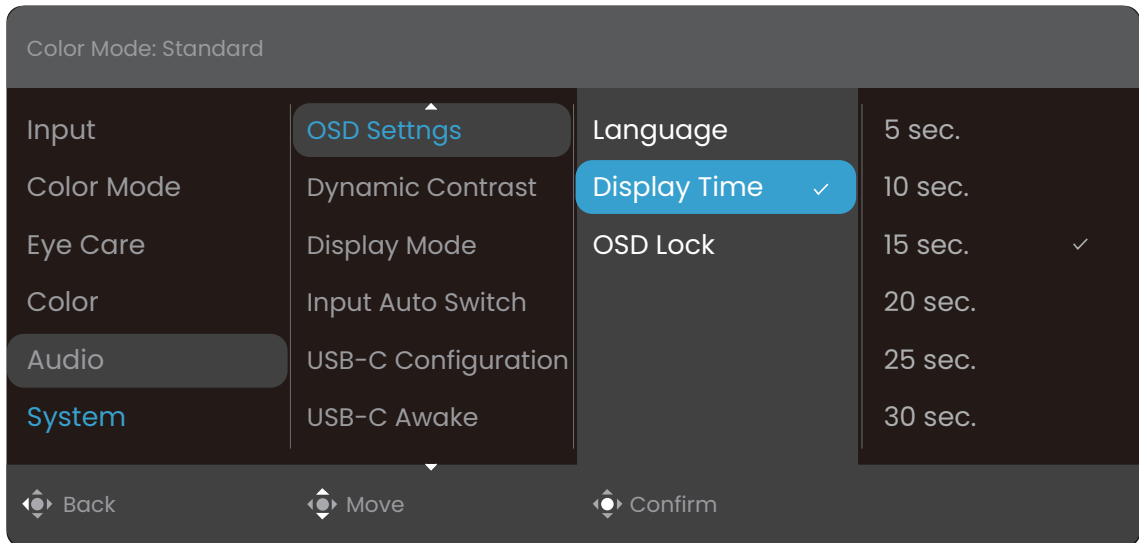 Color Mode: Standard
Input
Color Mode
Eye Care
Color
Audio
System
OSD Settngs
Dynamic Contrast
Display Mode
Input Auto Switch
USB-C Configuration
USB-C Awake
Language
Display Time
OSD Lock
5 sec.
10 sec.
15 sec.
20 sec.
25 sec.
30 sec.
Back
Move
Confirm